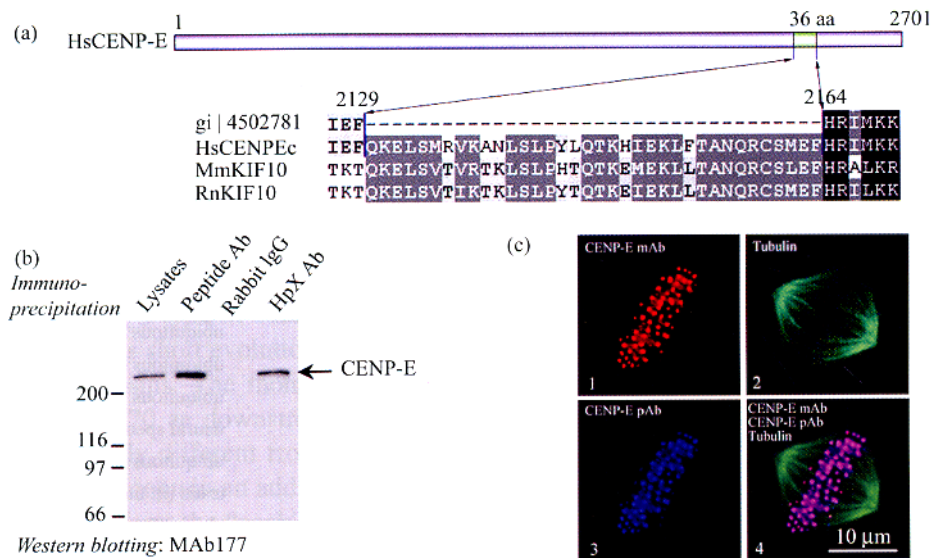 (a)
1
36 aa
2701
HsCENP-E
2129
2164
gi | 4502781 IEF------------------------------------HRIMKK
HsCENPEc IEFQKELSMRVKANLSLPYLQTKHIEKLFTANQRCSMEFHRIMKK
MmKIF10 TKTQKELSVTVRTKLSLPHTQTKEMEKLLTANQRCSLEFHRALKR
RnKIF10 TKTQKELSVTIKTKLSLPYTQTKEIEKLLTANQRCSMEFHRILKK
(b)
Immuno-
precipitation
Lysates
Peptide Ab
Rabbit IgG
HpX Ab
CENP-E
200
116
97
66
Western blotting: MAb177
(c)
CENP-E mAb
1
Tubulin
2
CENP-E pAb
3
CENP-E mAb
CENP-E pAb
Tubulin
4
10 μm